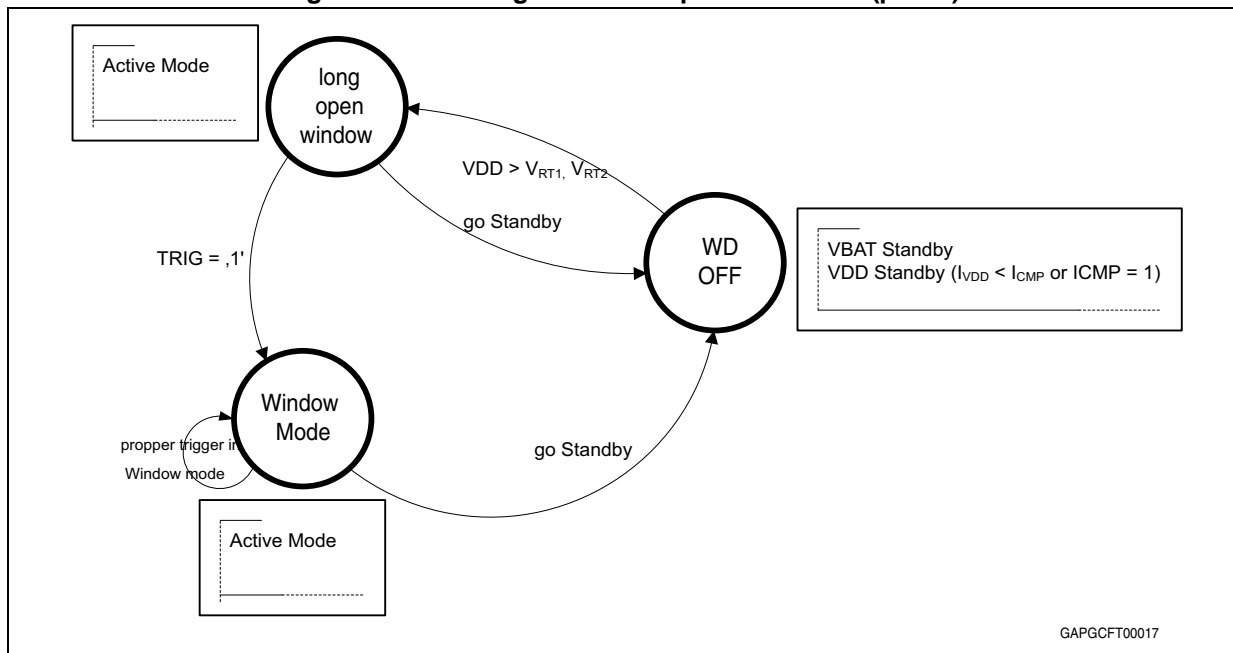 Active Mode
long
open
window
VDD > VRT1, VRT2
go Standby
WD
OFF
VBAT Standby
VDD Standby (IVDD < ICMP or ICMP = 1)
TRIG = ,1'
Window
Mode
propper trigger in
Window mode
go Standby
Active Mode
GAPGCFT00017